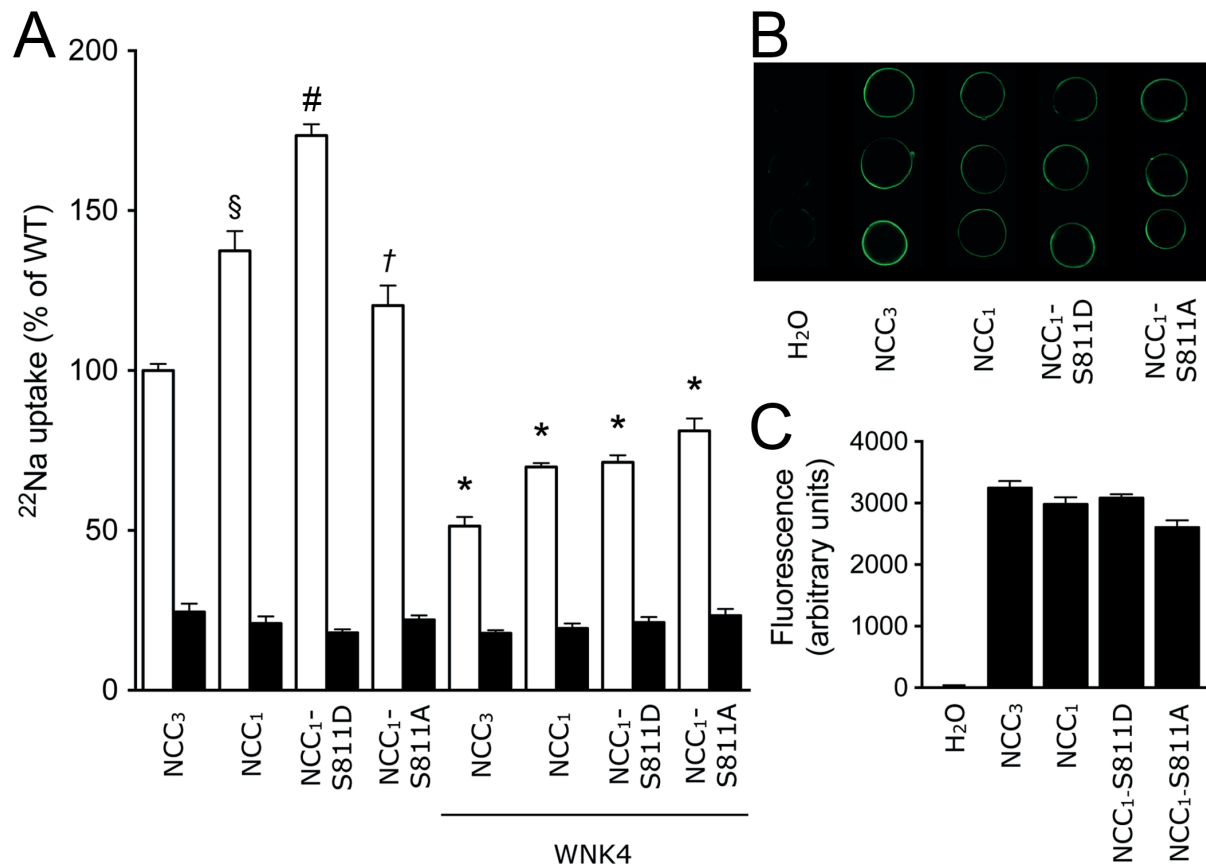 A
²²Na uptake (% of WT)
200
150
100
50
0
§
#
†
*
*
*
*
NCC₃
NCC₁
NCC₁-
S811D
NCC₁-
S811A
NCC₃
NCC₁
NCC₁-
S811D
NCC₁-
S811A
WNK4
B
H₂O
NCC₃
NCC₁
NCC₁-
S811D
NCC₁-
S811A
C
Fluorescence
(arbitrary units)
4000
3000
2000
1000
0
H₂O
NCC₃
NCC₁
NCC₁-S811D
NCC₁-S811A